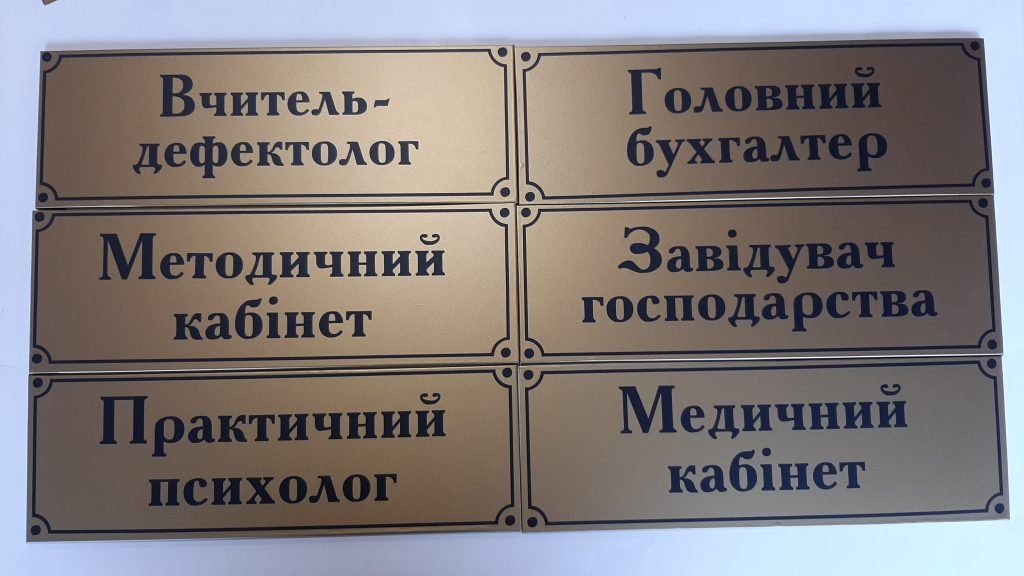 Вчитель-
дефектолог
Головний
бухгалтер
Методичний
кабінет
Завідувач
господарства
Практичний
психолог
Медичний
кабінет